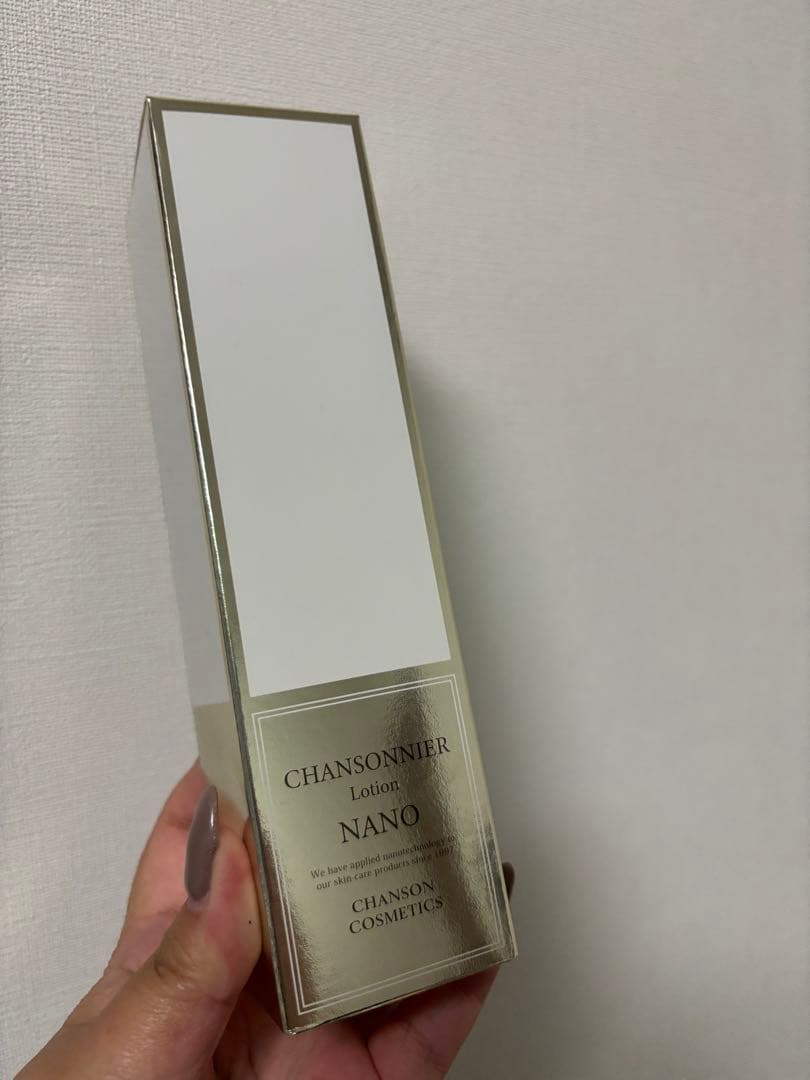 CHANSONNIER
Lotion
NANO
We have applied nanotechnology to
our skin-care products since 1997.
CHANSON
COSMETICS